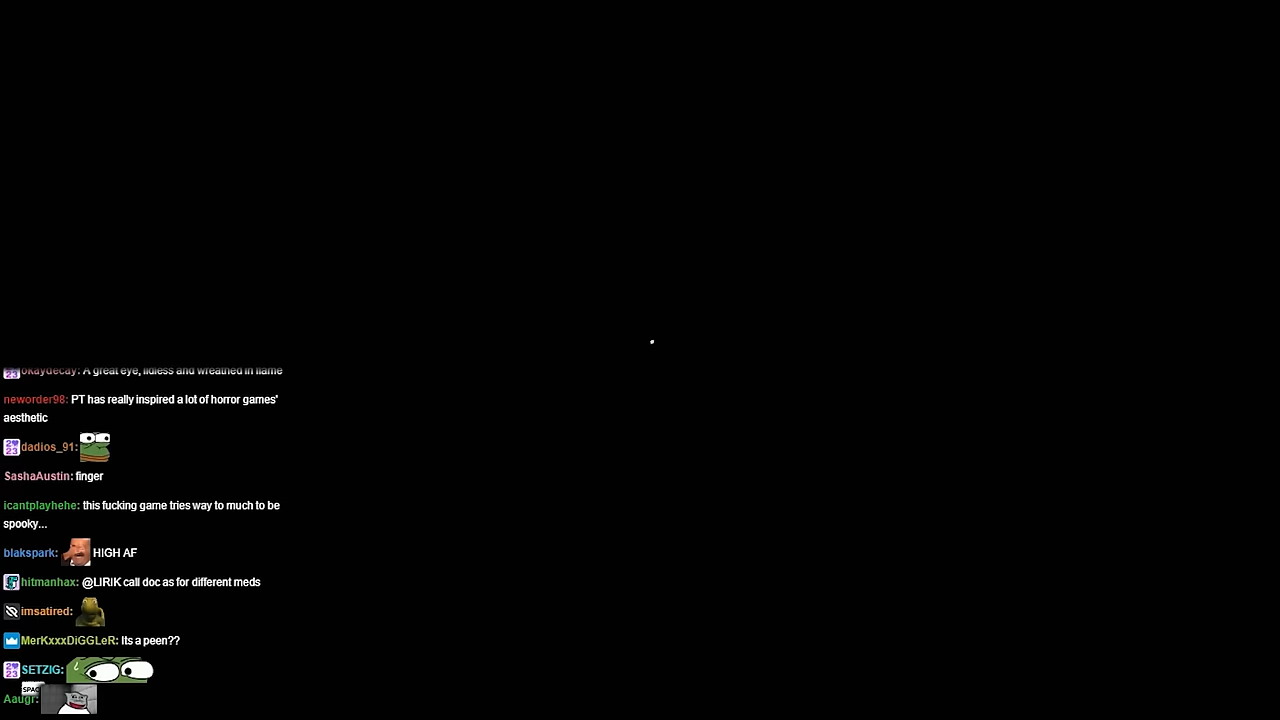 okaydecay: A great eye, lidless and wreathed in flame
neworder98: PT has really inspired a lot of horror games'
aesthetic
dadios_91:
SashaAustin: finger
icantplayhehe: this fucking game tries way to much to be
spooky...
blakspark: HIGH AF
hitmanhax: @LIRIK call doc as for different meds
imsatired:
MerKxxxDiGGLeR: Its a peen??
SETZIG:
SPAC
Aaugr: